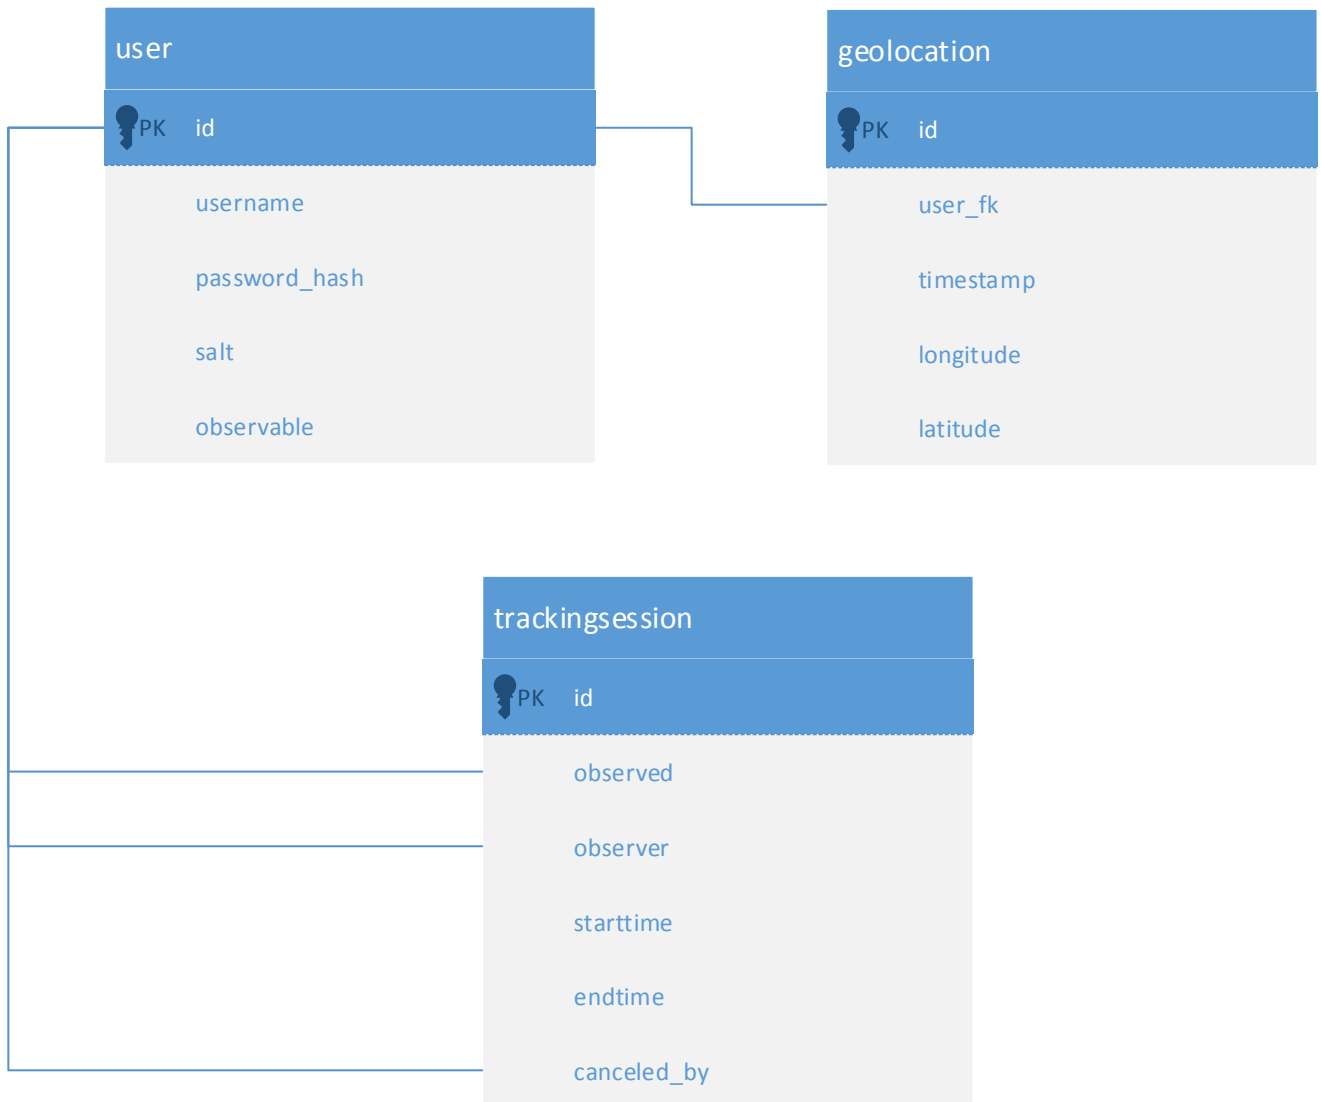 user
PK id
username
password_hash
salt
observable
geolocation
PK id
user_fk
timestamp
longitude
latitude
trackingsession
PK id
observed
observer
starttime
endtime
canceled_by